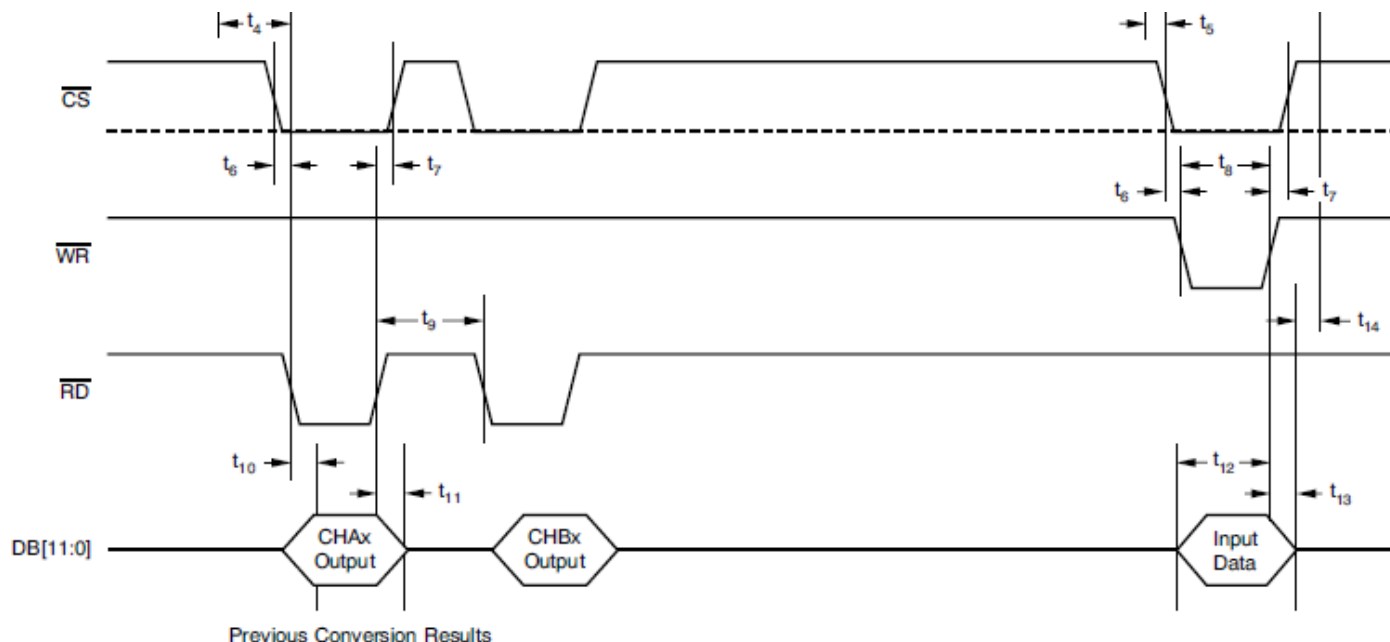 t4
t5
CS
t6
t7
t8
t6
t7
WR
t9
t14
RD
t10
t11
t12
t13
DB[11:0]
CHAx
Output
CHBx
Output
Input
Data
Previous Conversion Results